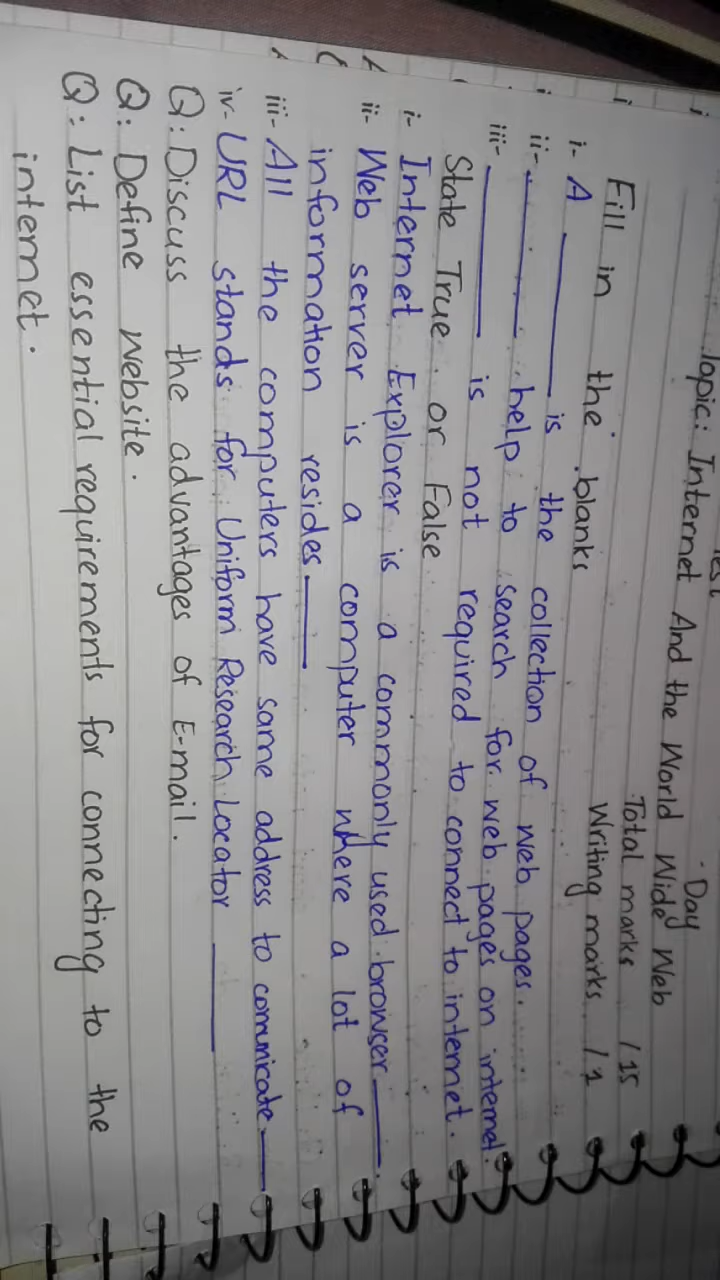 Test
Day
Topic: Internet And the World Wide Web
Total marks /15
Fill in the blanks Writing marks /1
i- A ______ is the collection of web pages.
ii- ______ help to search for web pages on internet.
iii- ______ is not required to connect to internet.
State True or False
i- Internet Explorer is a commonly used browser ____.
ii- Web server is a computer where a lot of
information resides ____
iii- All the computers have same address to comunicate ____
iv- URL stands for Uniform Research Locator ____
Q: Discuss the advantages of E-mail.
Q: Define Website.
Q: List essential requirements for connecting to the
internet.